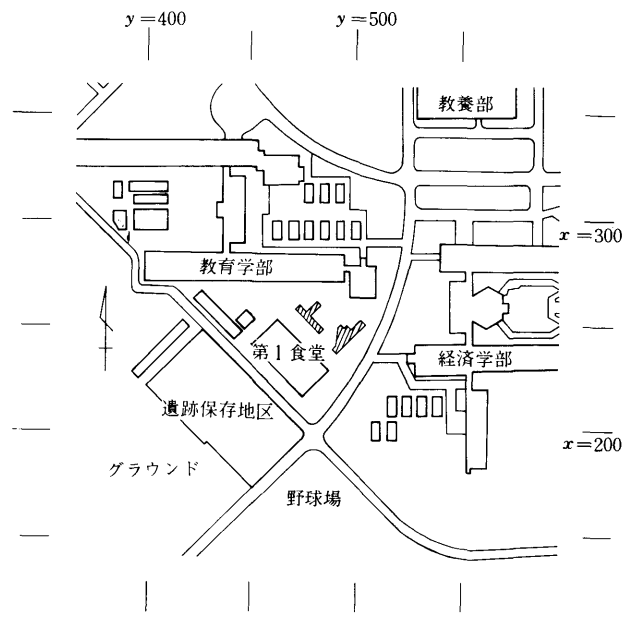 y=400
y=500
教養部
x=300
教育学部
第1食堂
経済学部
遺跡保存地区
x=200
グラウンド
野球場